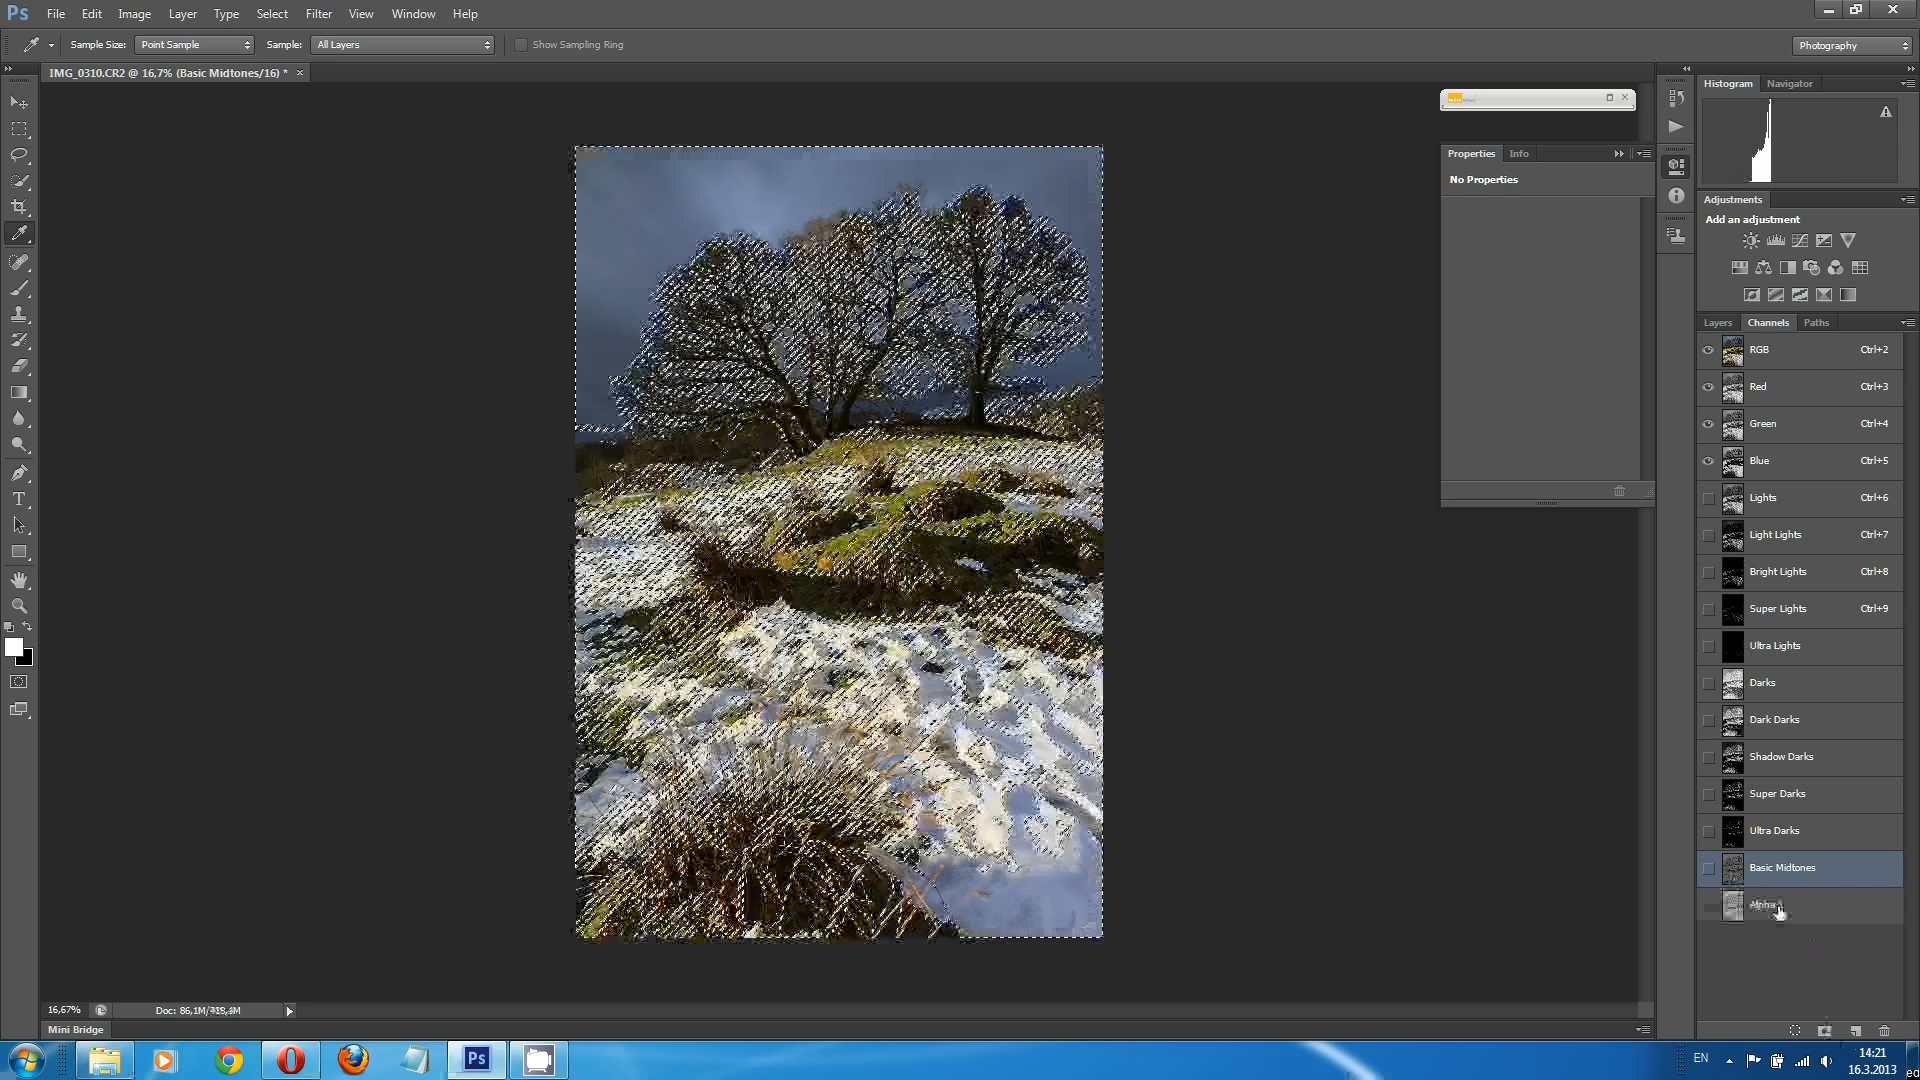 Ps File Edit Image Layer Type Select Filter View Window Help
Sample Size: Point Sample Sample: All Layers Show Sampling Ring Photography
IMG_0310.CR2 @ 16,7% (Basic Midtones/16) * ×
Histogram Navigator
Properties Info
No Properties
Adjustments
Add an adjustment
Layers Channels Paths
RGB Ctrl+2
Red Ctrl+3
Green Ctrl+4
Blue Ctrl+5
Lights Ctrl+6
Light Lights Ctrl+7
Bright Lights Ctrl+8
Super Lights Ctrl+9
Ultra Lights
Darks
Dark Darks
Shadow Darks
Super Darks
Ultra Darks
Basic Midtones
16,67%
Mini Bridge
Ps
EN
14:21
16.3.2013